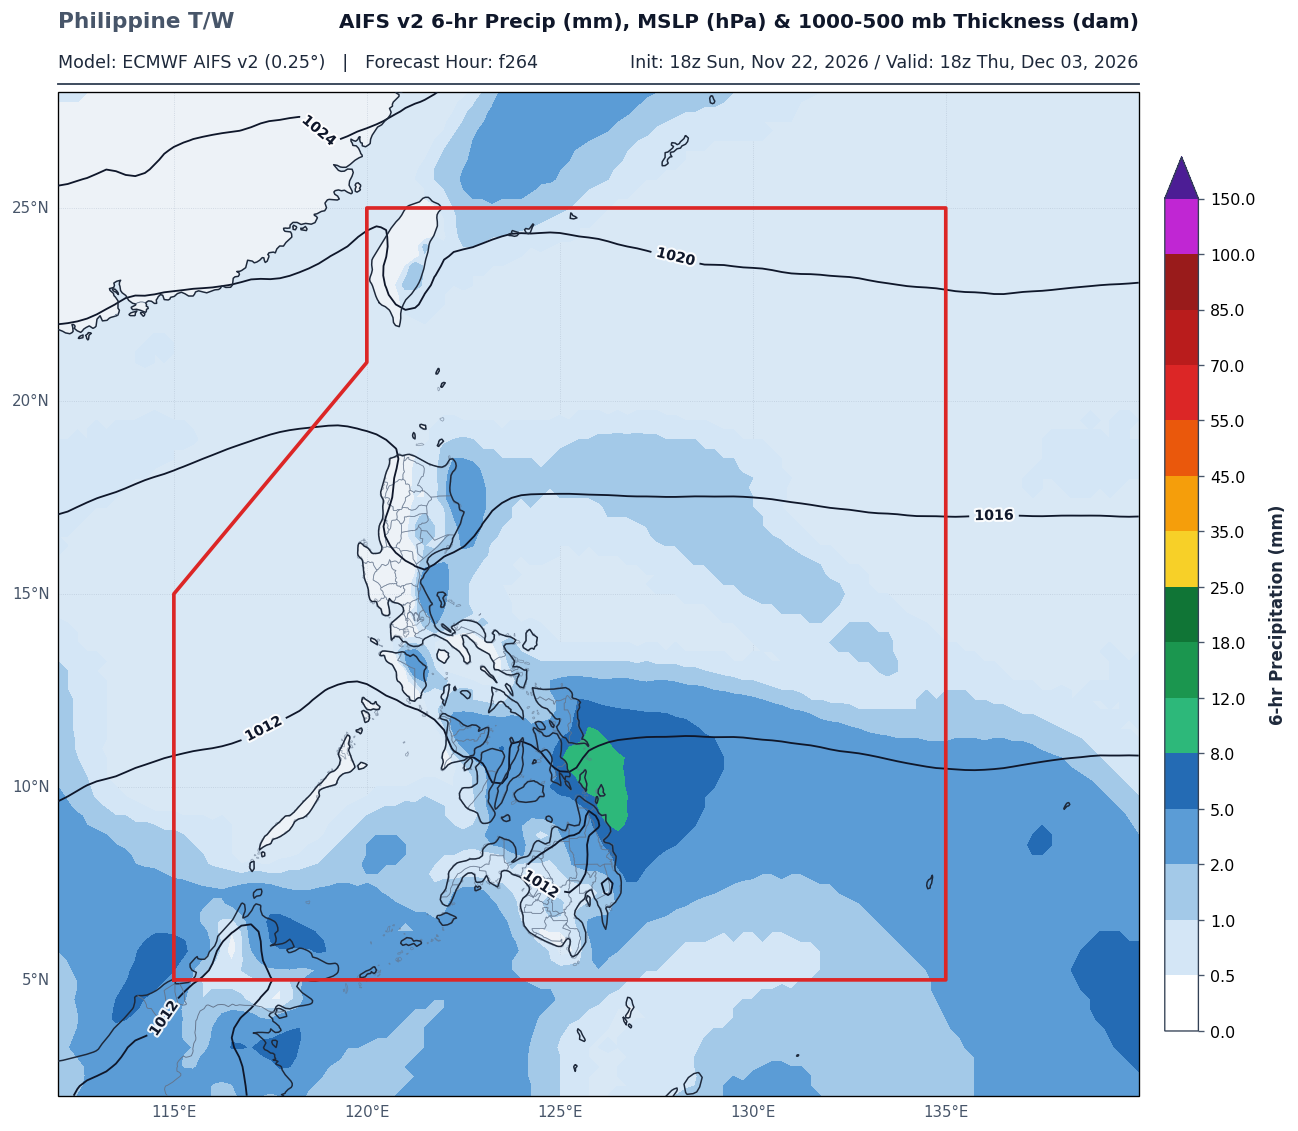 Philippine T/W
AIFS v2 6-hr Precip (mm), MSLP (hPa) & 1000-500 mb Thickness (dam)
Model: ECMWF AIFS v2 (0.25°)   |   Forecast Hour: f264
Init: 18z Sun, Nov 22, 2026 / Valid: 18z Thu, Dec 03, 2026
1024
1020
1016
1012
1012
1012
25°N
20°N
15°N
10°N
5°N
115°E
120°E
125°E
130°E
135°E
150.0
100.0
85.0
70.0
55.0
45.0
35.0
25.0
18.0
12.0
8.0
5.0
2.0
1.0
0.5
0.0
6-hr Precipitation (mm)